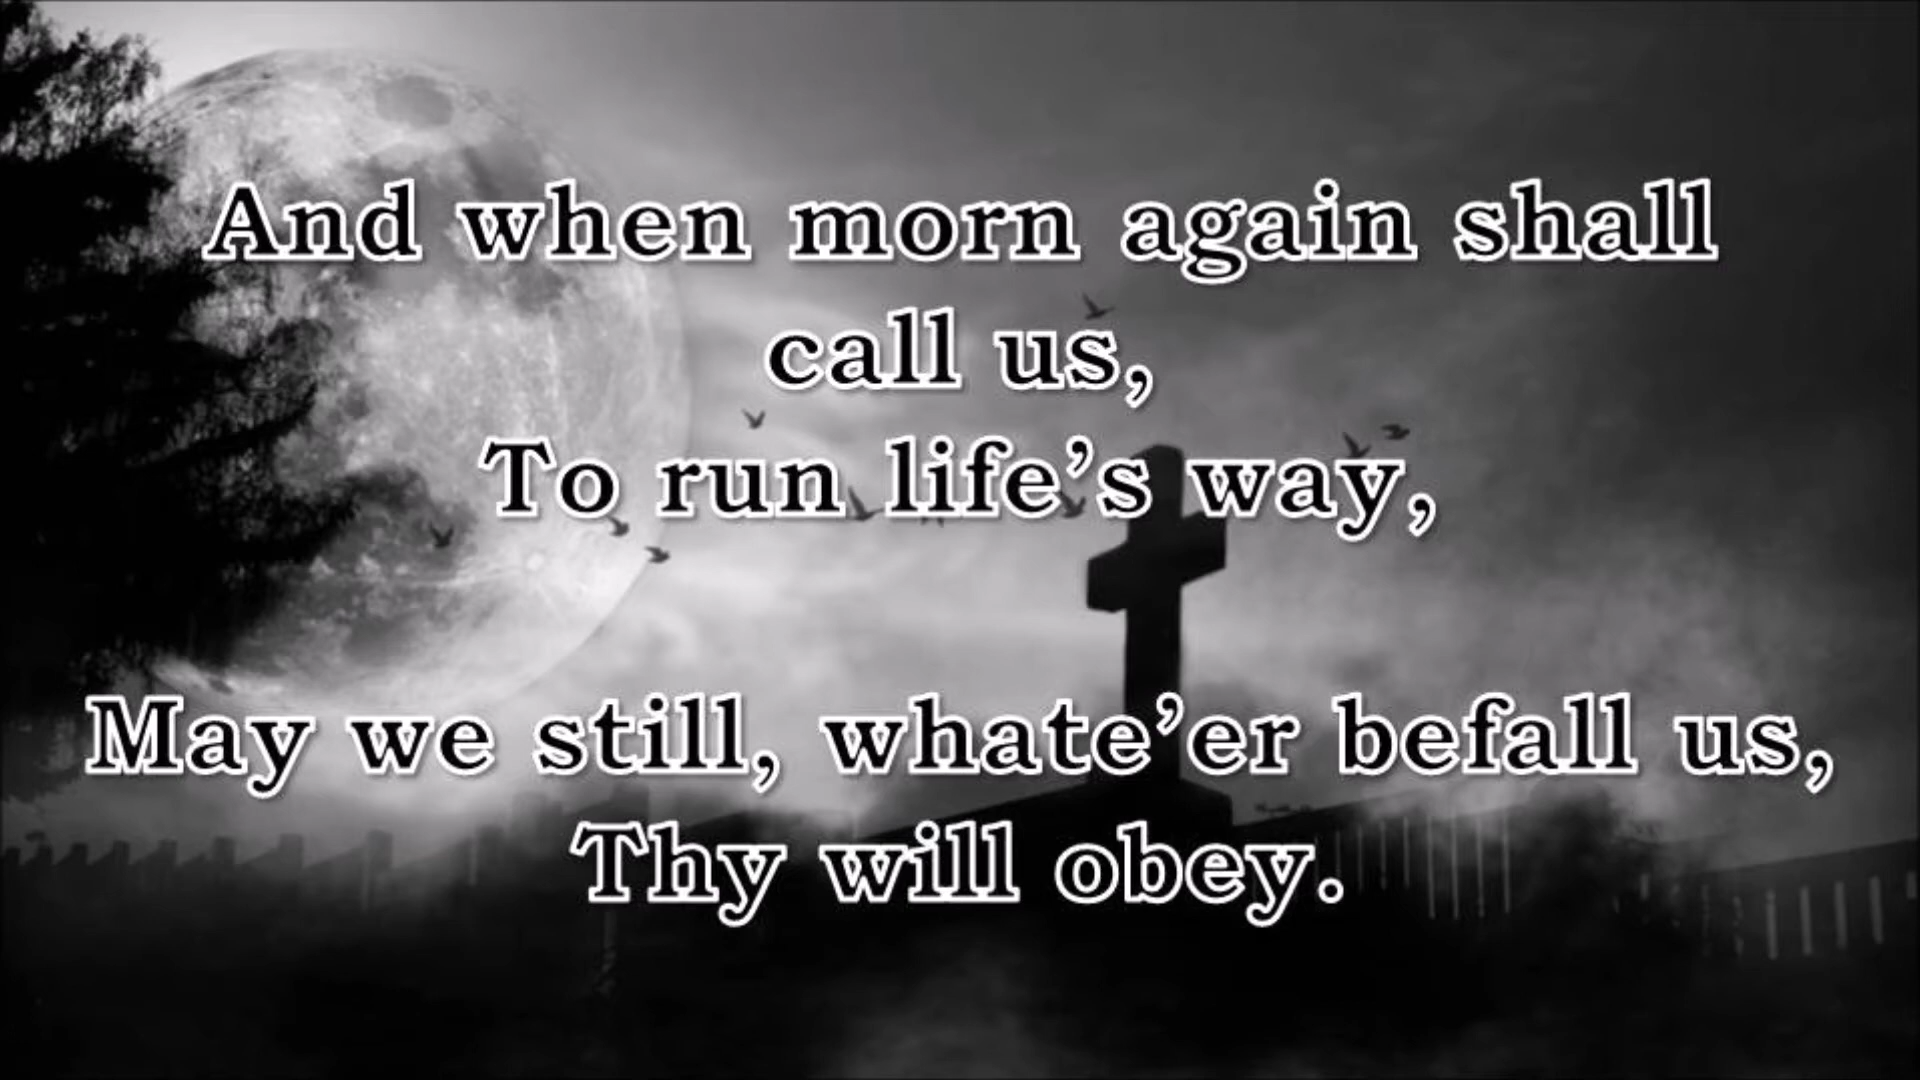 And when morn again shall
call us,
To run life’s way,
May we still, whate’er befall us,
Thy will obey.